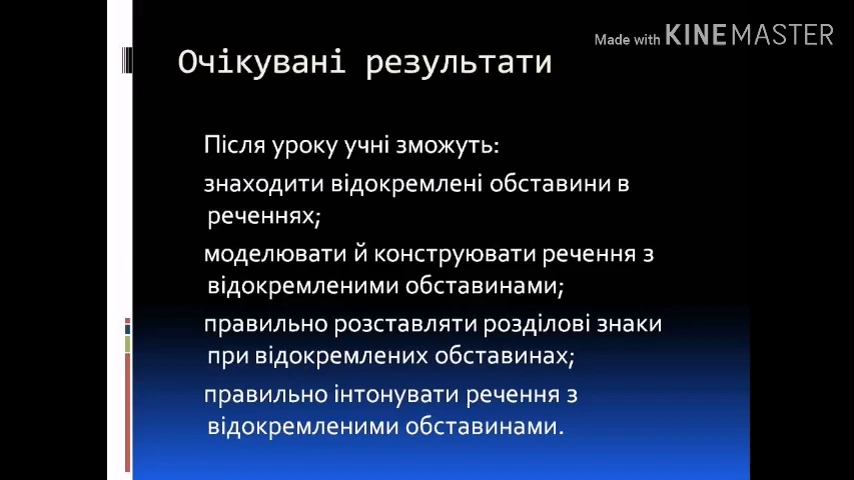 Made with KINEMASTER
Очікувані результати
Після уроку учні зможуть:
знаходити відокремлені обставини в
реченнях;
моделювати й конструювати речення з
відокремленими обставинами;
правильно розставляти розділові знаки
при відокремлених обставинах;
правильно інтонувати речення з
відокремленими обставинами.